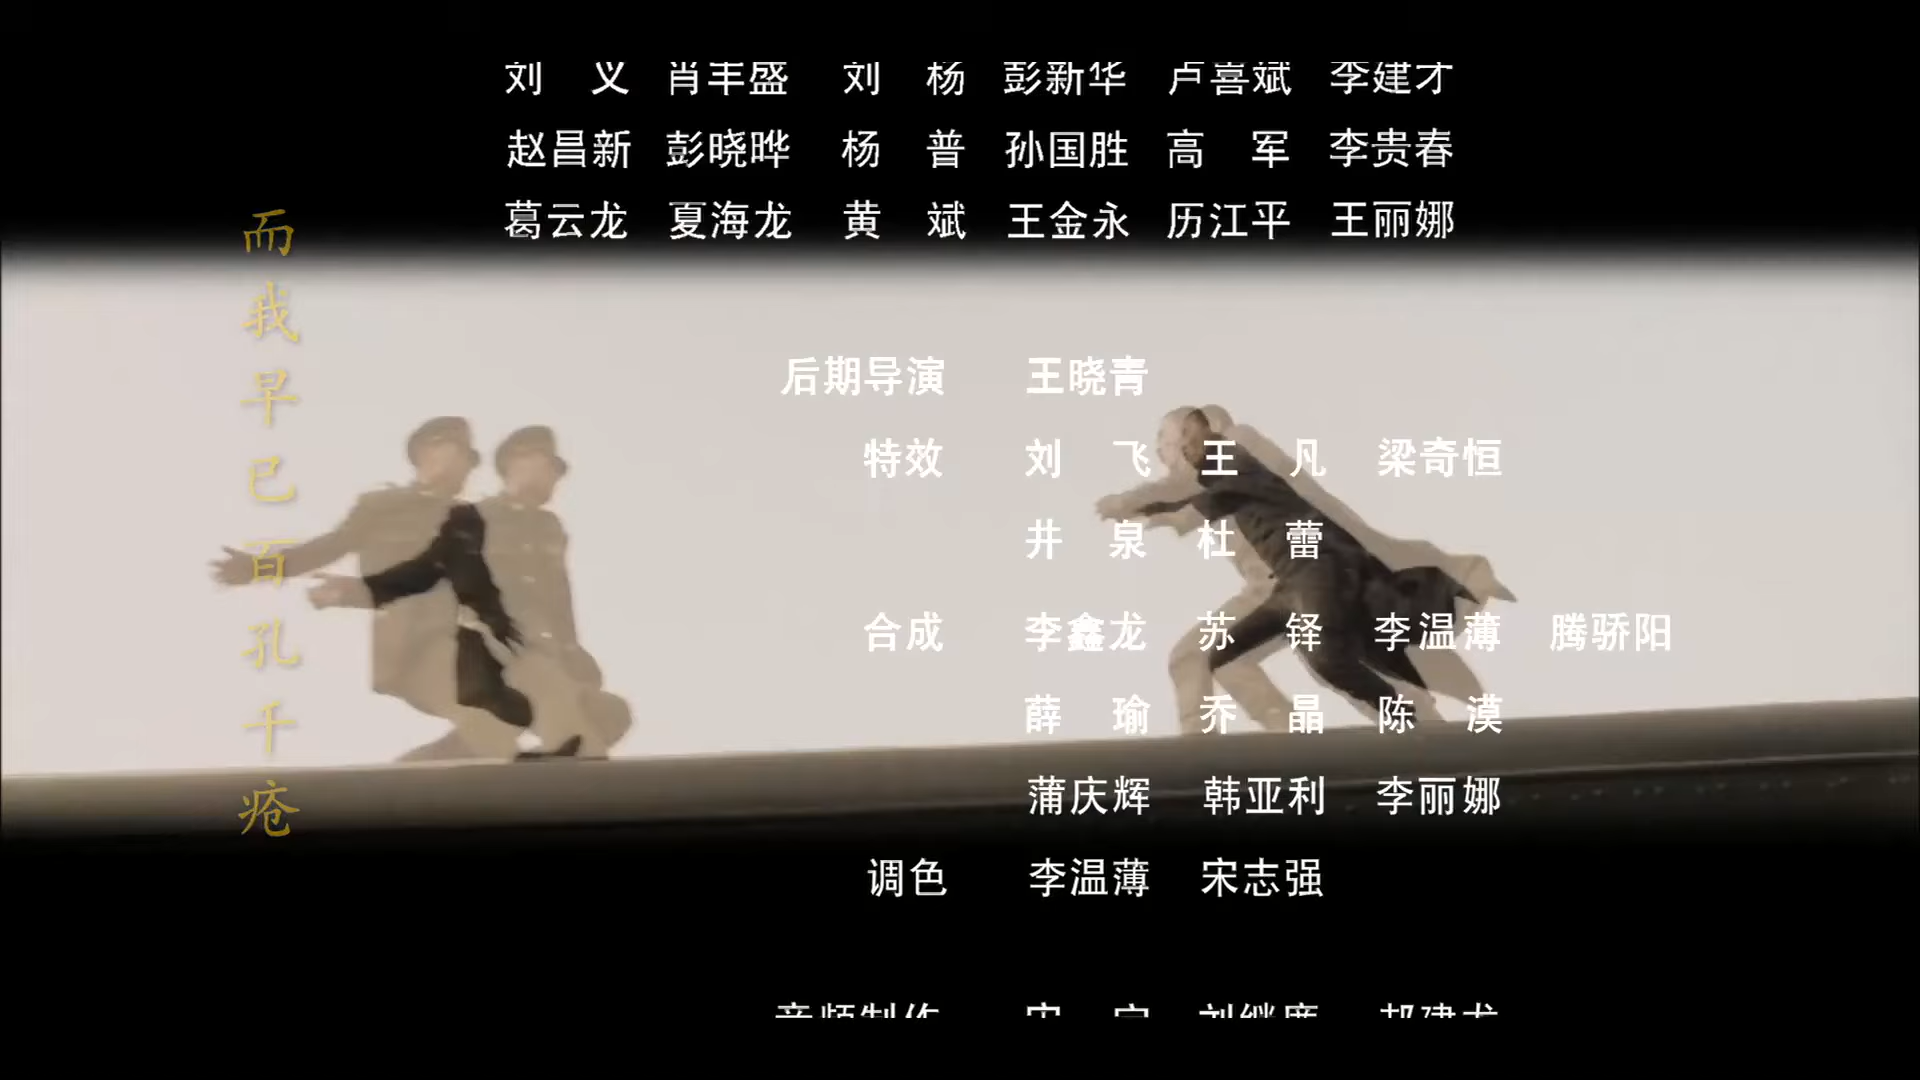 刘 义 肖丰盛 刘 杨 彭新华 卢喜斌 李建才
赵昌新 彭晓晔 杨 普 孙国胜 高 军 李贵春
葛云龙 夏海龙 黄 斌 王金永 历江平 王丽娜
而我早已百孔千疮
后期导演 王晓青
特效 刘 飞 王 凡 梁奇恒
井 泉 杜 蕾
合成 李鑫龙 苏 铎 李温薄 腾骄阳
薛 瑜 乔 晶 陈 漠
蒲庆辉 韩亚利 李丽娜
调色 李温薄 宋志强